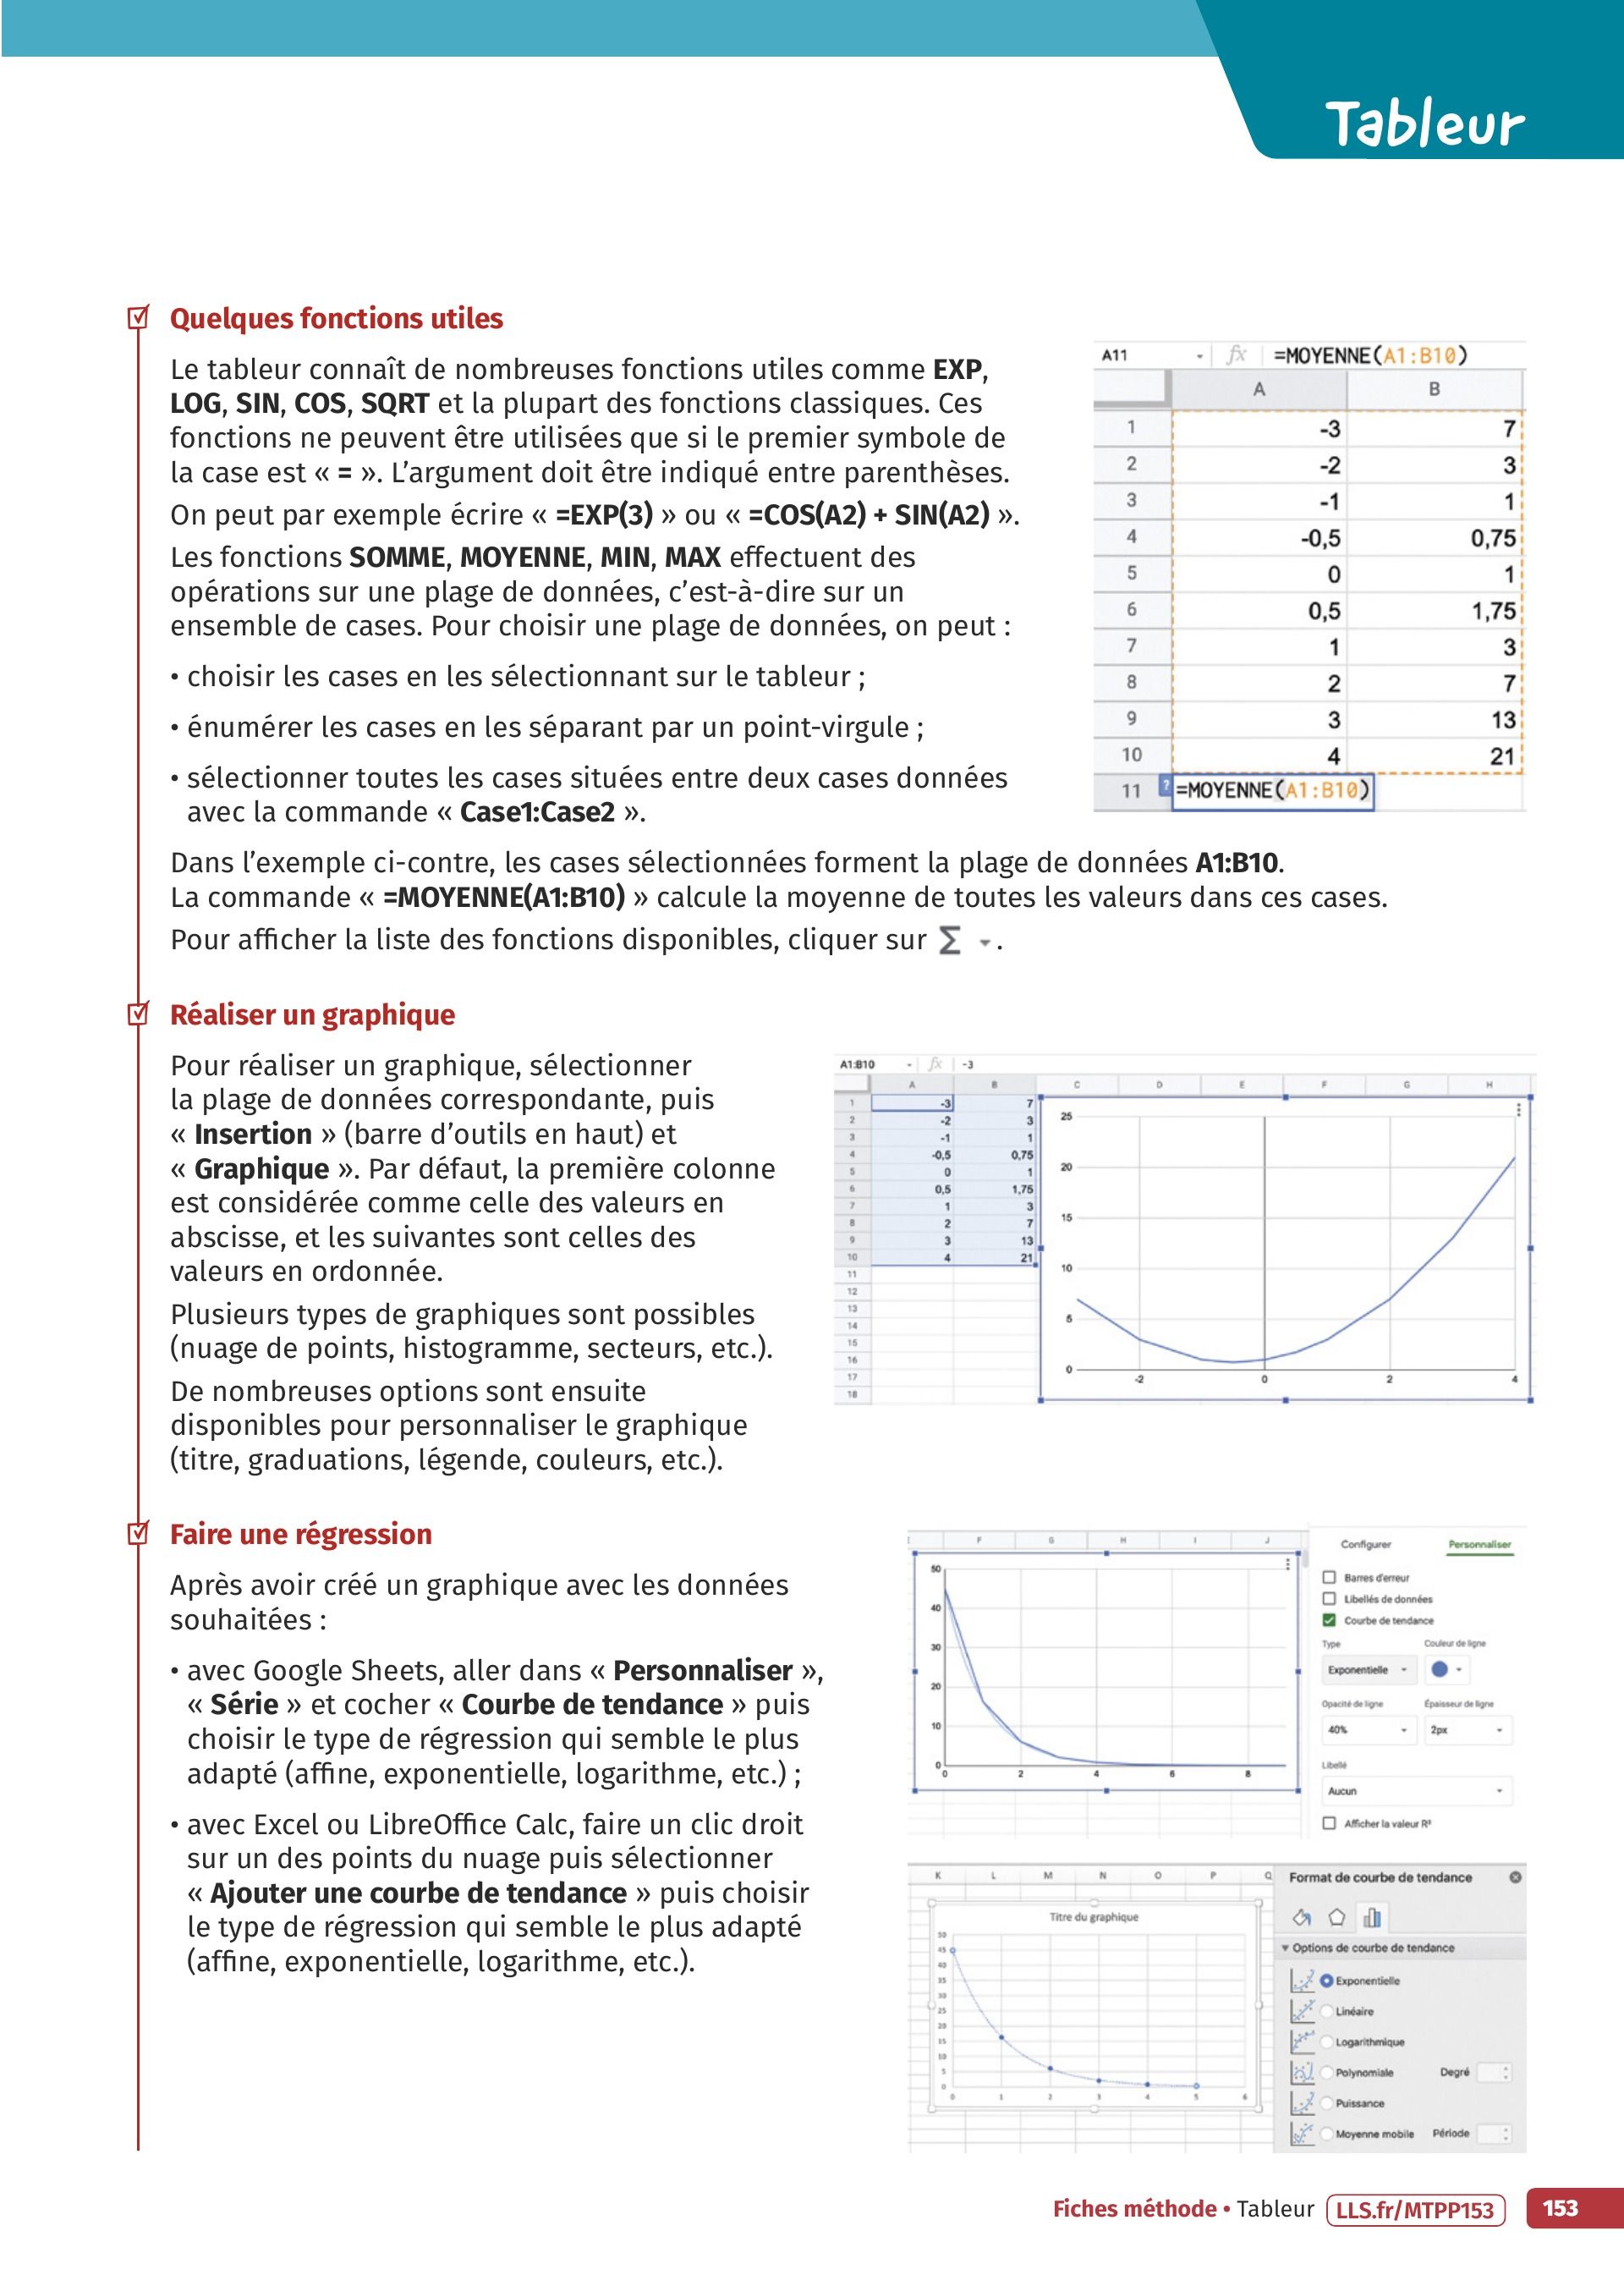 Tableur
Quelques fonctions utiles
Le tableur connaît de nombreuses fonctions utiles comme EXP,
LOG, SIN, COS, SQRT et la plupart des fonctions classiques. Ces
fonctions ne peuvent être utilisées que si le premier symbole de
la case est « = ». L'argument doit être indiqué entre parenthèses.
On peut par exemple écrire « =EXP(3) » ou « =COS(A2) + SIN(A2) ».
Les fonctions SOMME, MOYENNE, MIN, MAX effectuent des
opérations sur une plage de données, c'est-à-dire sur un
ensemble de cases. Pour choisir une plage de données, on peut :
• choisir les cases en les sélectionnant sur le tableur ;
• énumérer les cases en les séparant par un point-virgule ;
• sélectionner toutes les cases situées entre deux cases données
avec la commande « Case1:Case2 ».
A11 fx =MOYENNE(A1:B10)
A B
1 -3 7
2 -2 3
3 -1 1
4 -0,5 0,75
5 0 1
6 0,5 1,75
7 1 3
8 2 7
9 3 13
10 4 21
11 ? =MOYENNE(A1:B10)
Dans l'exemple ci-contre, les cases sélectionnées forment la plage de données A1:B10.
La commande « =MOYENNE(A1:B10) » calcule la moyenne de toutes les valeurs dans ces cases.
Pour afficher la liste des fonctions disponibles, cliquer sur Σ .
Réaliser un graphique
Pour réaliser un graphique, sélectionner
la plage de données correspondante, puis
« Insertion » (barre d'outils en haut) et
« Graphique ». Par défaut, la première colonne
est considérée comme celle des valeurs en
abscisse, et les suivantes sont celles des
valeurs en ordonnée.
Plusieurs types de graphiques sont possibles
(nuage de points, histogramme, secteurs, etc.).
De nombreuses options sont ensuite
disponibles pour personnaliser le graphique
(titre, graduations, légende, couleurs, etc.).
A1:B10 fx -3
A B C D E F G H
1 -3 7
2 -2 3
3 -1 1
4 -0,5 0,75
5 0 1
6 0,5 1,75
7 1 3
8 2 7
9 3 13
10 4 21
11
12
13
14
15
16
17
18
25
20
15
10
5
0
-2 0 2 4
Faire une régression
Après avoir créé un graphique avec les données
souhaitées :
• avec Google Sheets, aller dans « Personnaliser »,
« Série » et cocher « Courbe de tendance » puis
choisir le type de régression qui semble le plus
adapté (affine, exponentielle, logarithme, etc.) ;
• avec Excel ou LibreOffice Calc, faire un clic droit
sur un des points du nuage puis sélectionner
« Ajouter une courbe de tendance » puis choisir
le type de régression qui semble le plus adapté
(affine, exponentielle, logarithme, etc.).
F G H I J
50
40
30
20
10
0
0 2 4 6 8
Configurer Personnaliser
Barres d'erreur
Libellés de données
Courbe de tendance
Type Couleur de ligne
Exponentielle
Opacité de ligne Épaisseur de ligne
40% 2px
Libellé
Aucun
Afficher la valeur R²
K L M N O P Q
Titre du graphique
50
45
40
35
30
25
20
15
10
5
0
0 1 2 3 4 5 6
Format de courbe de tendance
Options de courbe de tendance
Exponentielle
Linéaire
Logarithmique
Polynomiale Degré
Puissance
Moyenne mobile Période
Fiches méthode • Tableur LLS.fr/MTPP153 153